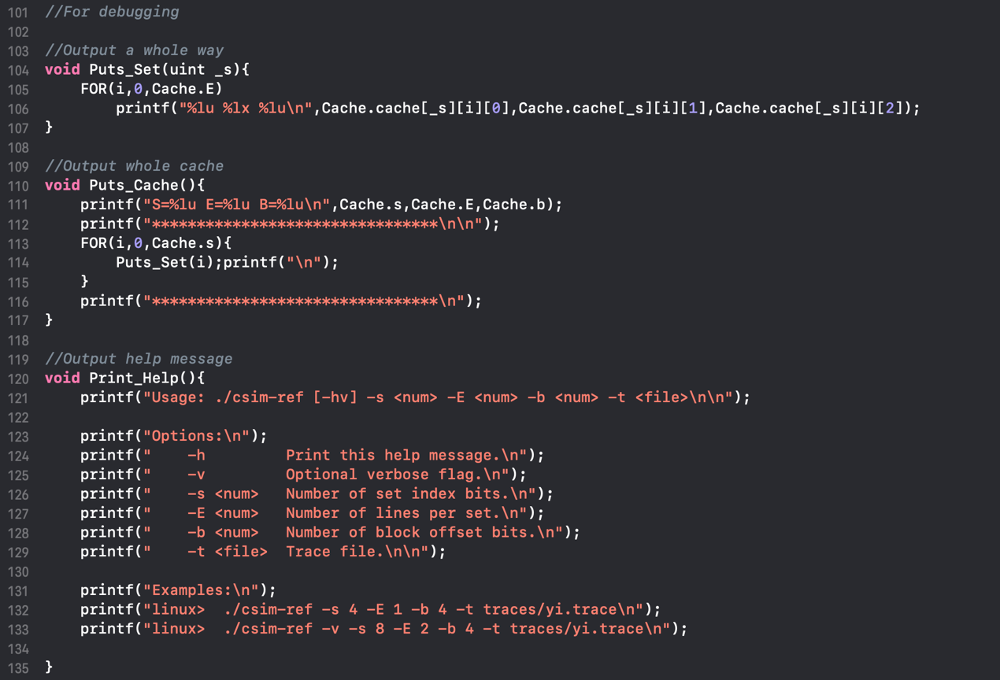 101 //For debugging
102
103 //Output a whole way
104 void Puts_Set(uint _s){
105     FOR(i,0,Cache.E)
106         printf("%lu %lx %lu\n",Cache.cache[_s][i][0],Cache.cache[_s][i][1],Cache.cache[_s][i][2]);
107 }
108
109 //Output whole cache
110 void Puts_Cache(){
111     printf("S=%lu E=%lu B=%lu\n",Cache.s,Cache.E,Cache.b);
112     printf("********************************\n\n");
113     FOR(i,0,Cache.s){
114         Puts_Set(i);printf("\n");
115     }
116     printf("********************************\n");
117 }
118
119 //Output help message
120 void Print_Help(){
121     printf("Usage: ./csim-ref [-hv] -s <num> -E <num> -b <num> -t <file>\n\n");
122
123     printf("Options:\n");
124     printf("    -h         Print this help message.\n");
125     printf("    -v         Optional verbose flag.\n");
126     printf("    -s <num>   Number of set index bits.\n");
127     printf("    -E <num>   Number of lines per set.\n");
128     printf("    -b <num>   Number of block offset bits.\n");
129     printf("    -t <file>  Trace file.\n\n");
130
131     printf("Examples:\n");
132     printf("linux>  ./csim-ref -s 4 -E 1 -b 4 -t traces/yi.trace\n");
133     printf("linux>  ./csim-ref -v -s 8 -E 2 -b 4 -t traces/yi.trace\n");
134
135 }